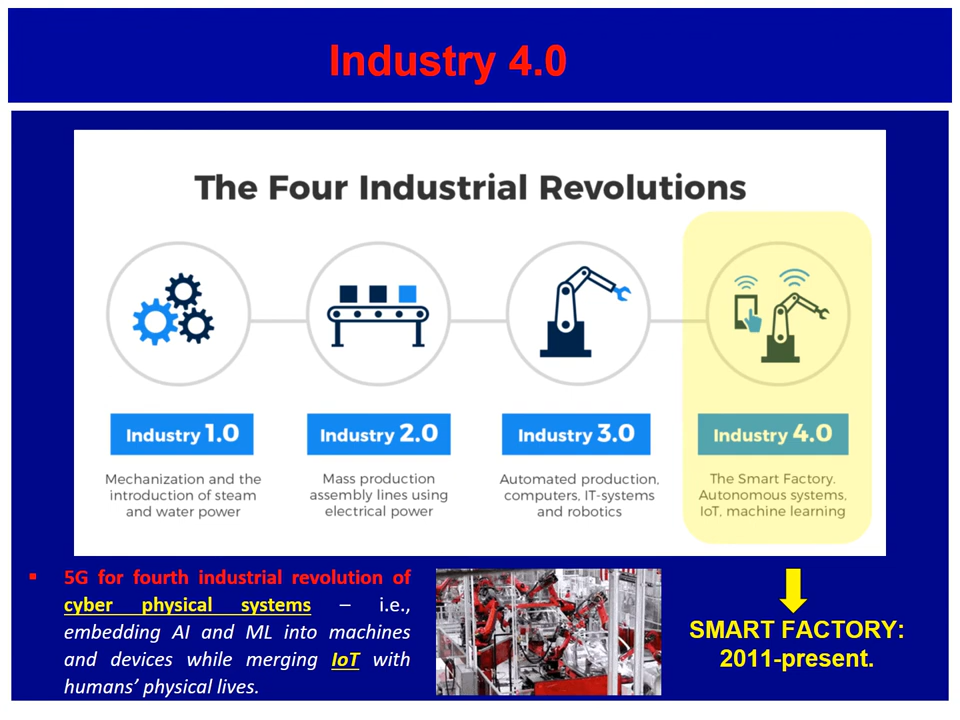 Industry 4.0
The Four Industrial Revolutions
Industry 1.0
Mechanization and the
introduction of steam
and water power
Industry 2.0
Mass production
assembly lines using
electrical power
Industry 3.0
Automated production,
computers, IT-systems
and robotics
Industry 4.0
The Smart Factory.
Autonomous systems,
IoT, machine learning
▪ 5G for fourth industrial revolution of
cyber physical systems – i.e.,
embedding AI and ML into machines
and devices while merging IoT with
humans’ physical lives.
SMART FACTORY:
2011-present.